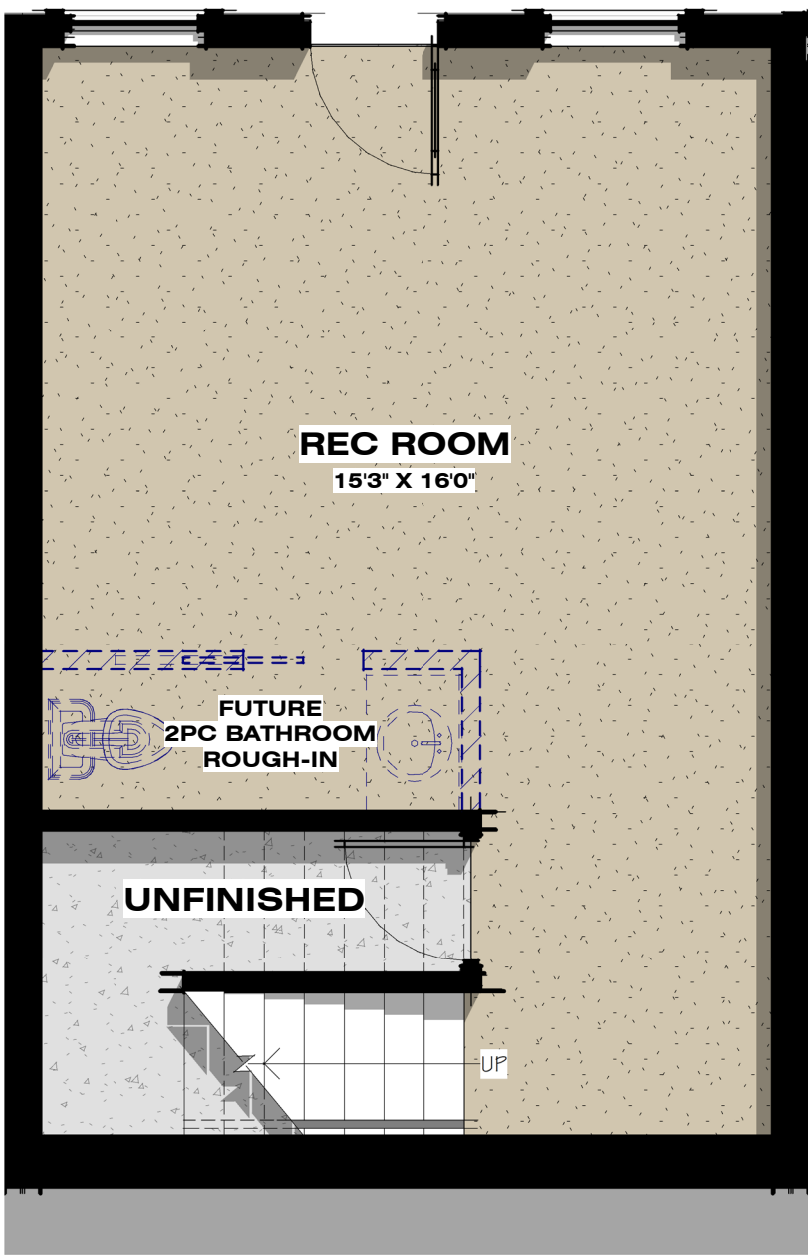 REC ROOM
15'3" X 16'0"
FUTURE
2PC BATHROOM
ROUGH-IN
UNFINISHED
UP